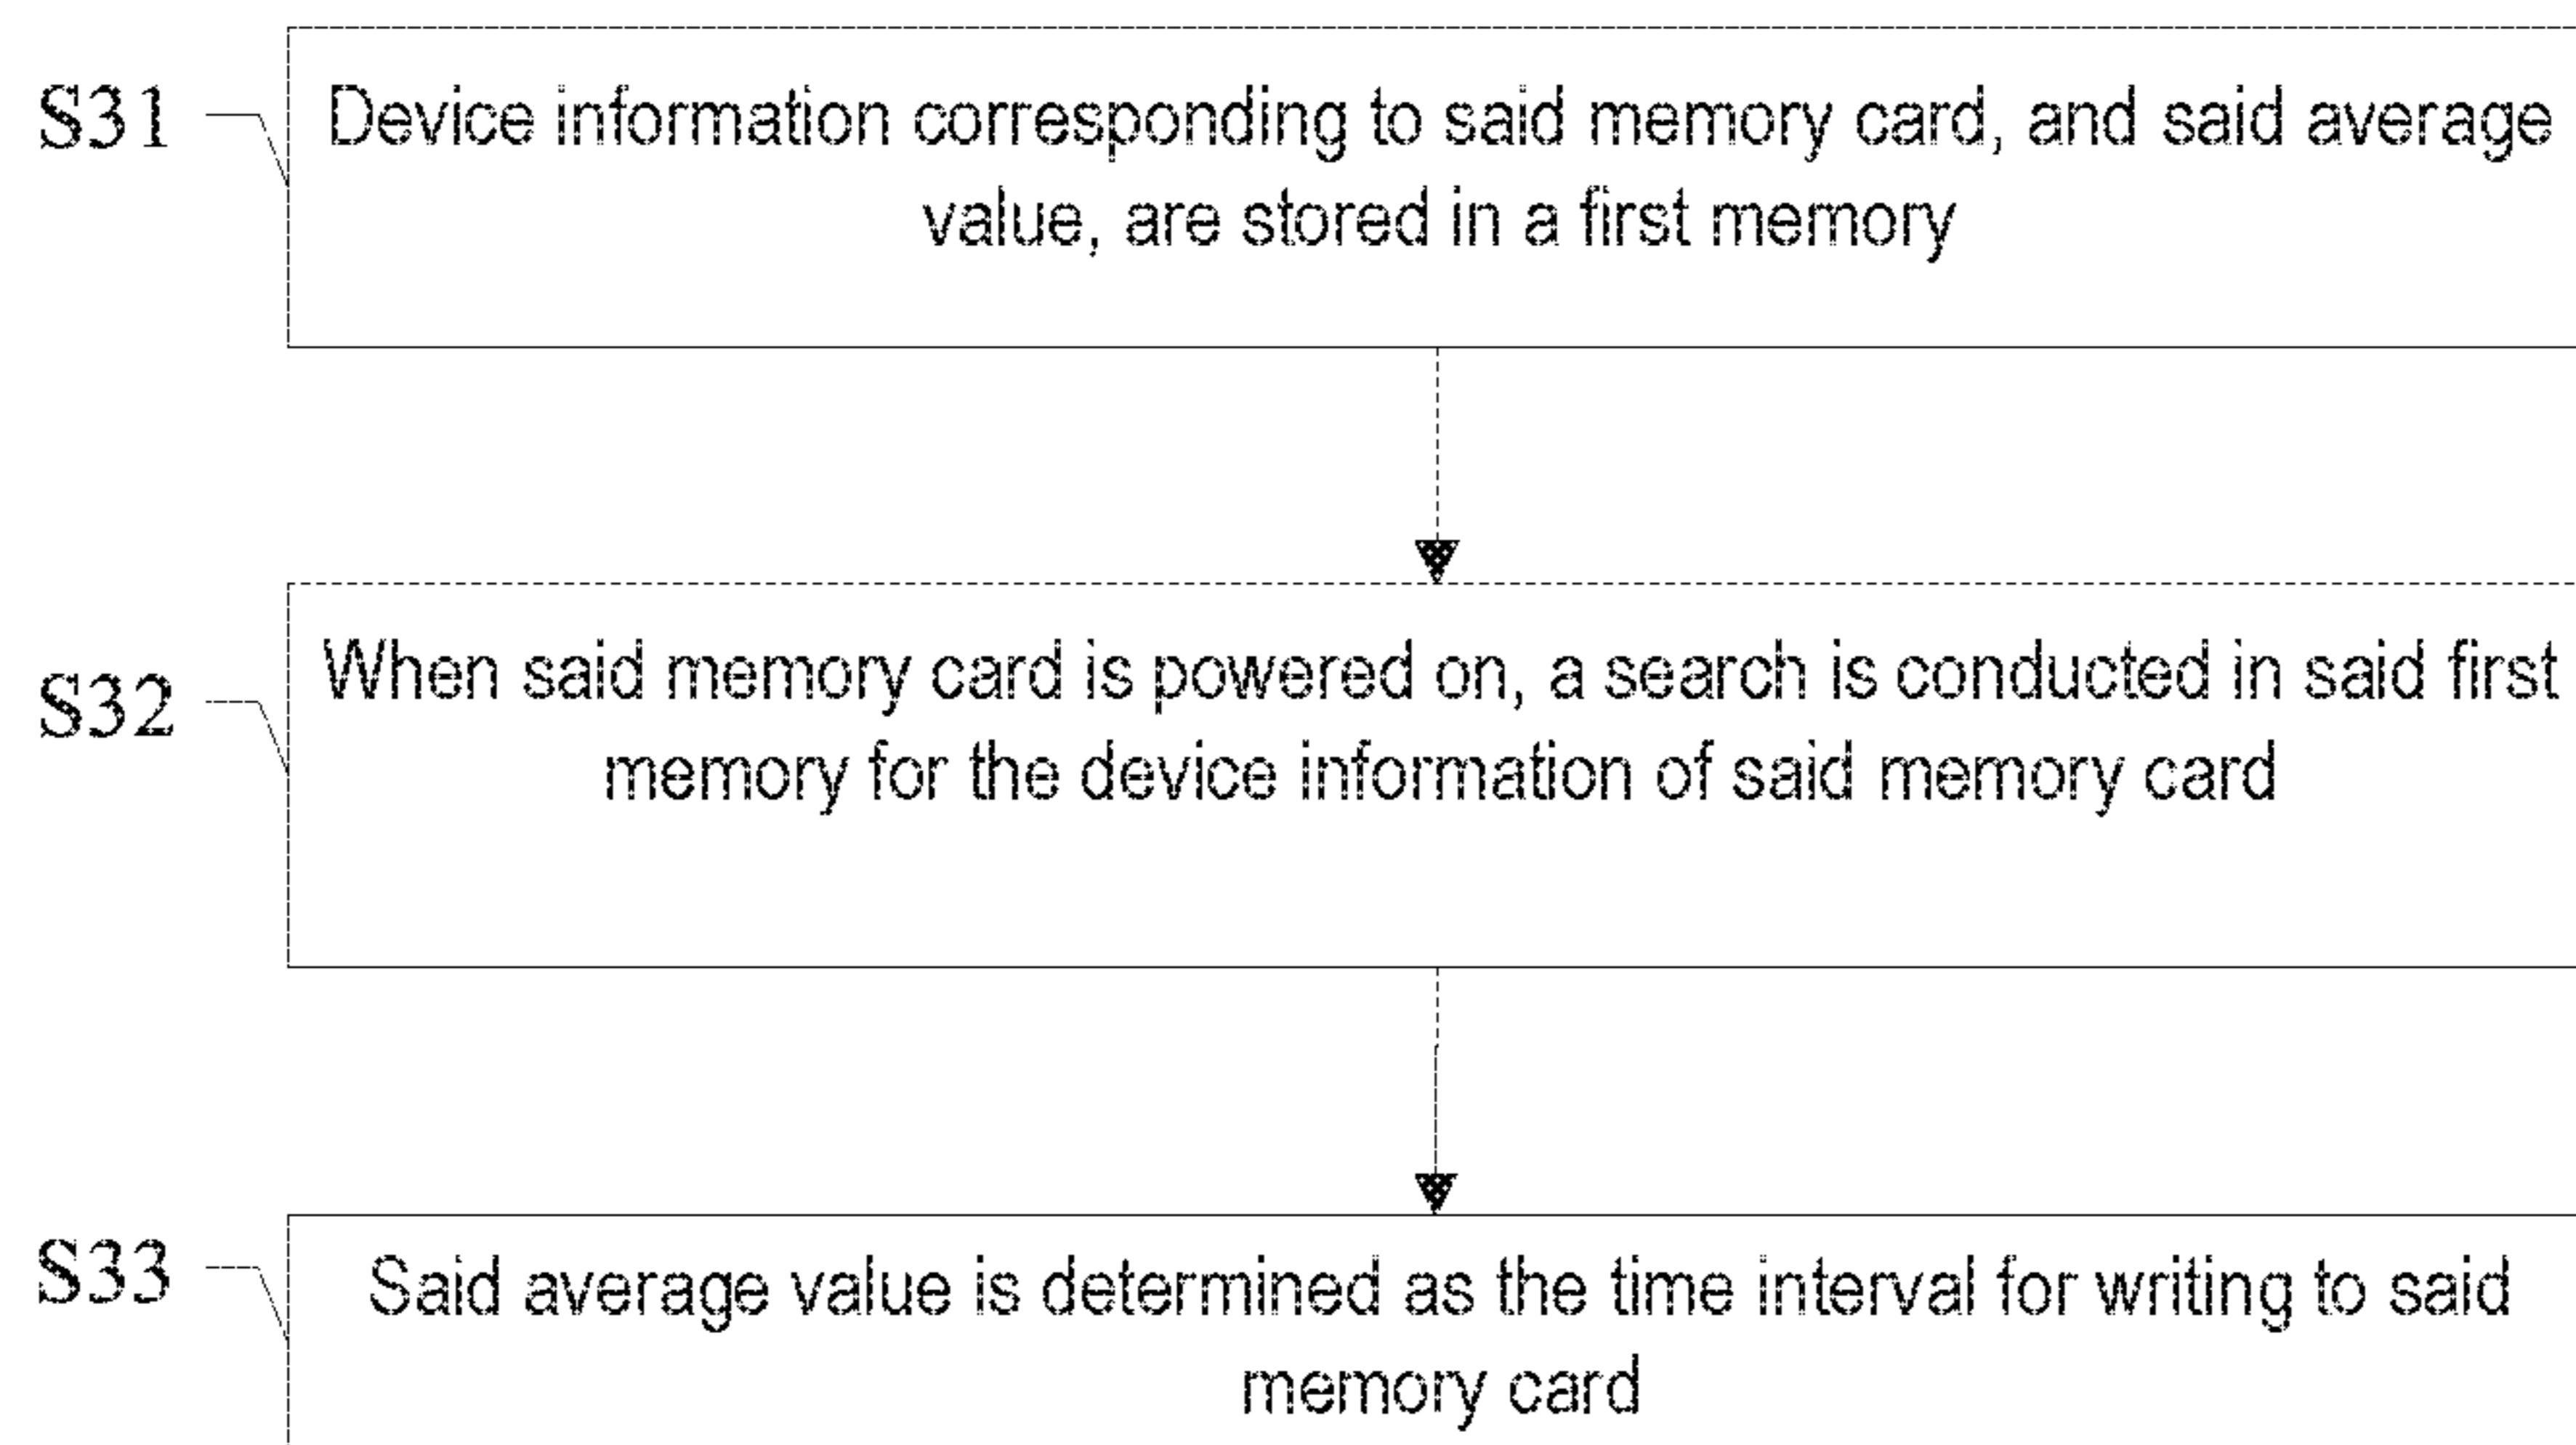 S31
Device information corresponding to said memory card, and said average
value, are stored in a first memory
S32
When said memory card is powered on, a search is conducted in said first
memory for the device information of said memory card
S33
Said average value is determined as the time interval for writing to said
memory card